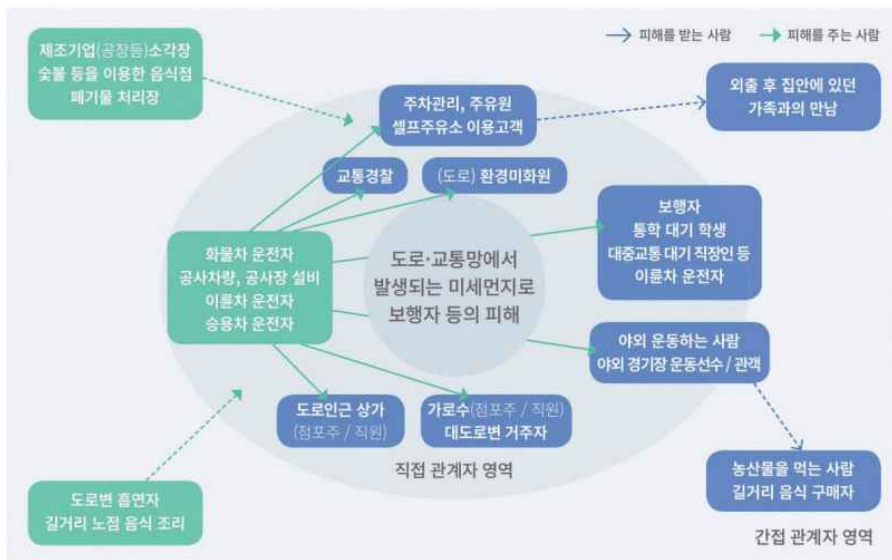 피해를 받는 사람
피해를 주는 사람
제조기업(공장등)소각장
숯불 등을 이용한 음식점
폐기물 처리장
주차관리, 주유원
셀프주유소 이용고객
외출 후 집안에 있던
가족과의 만남
교통경찰
(도로) 환경미화원
보행자
통학 대기 학생
대중교통 대기 직장인 등
이륜차 운전자
화물차 운전자
공사차량, 공사장 설비
이륜차 운전자
승용차 운전자
도로·교통망에서
발생되는 미세먼지로
보행자 등의 피해
야외 운동하는 사람
야외 경기장 운동선수 / 관객
도로인근 상가
(점포주 / 직원)
가로수(점포주 / 직원)
대도로변 거주자
직접 관계자 영역
도로변 흡연자
길거리 노점 음식 조리
농산물을 먹는 사람
길거리 음식 구매자
간접 관계자 영역